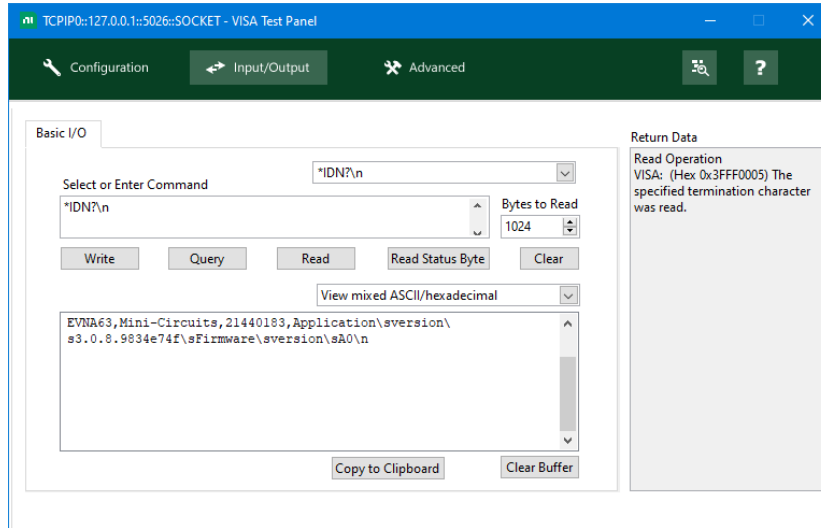 TCPIP0::127.0.0.1::5026::SOCKET - VISA Test Panel
Configuration
Input/Output
Advanced
?
Basic I/O
*IDN?\n
Select or Enter Command
*IDN?\n
Bytes to Read
1024
Write
Query
Read
Read Status Byte
Clear
View mixed ASCII/hexadecimal
EVNA63,Mini-Circuits,21440183,Application\sversion\
s3.0.8.9834e74f\sFirmware\sversion\sA0\n
Copy to Clipboard
Clear Buffer
Return Data
Read Operation
VISA:  (Hex 0x3FFF0005) The
specified termination character
was read.